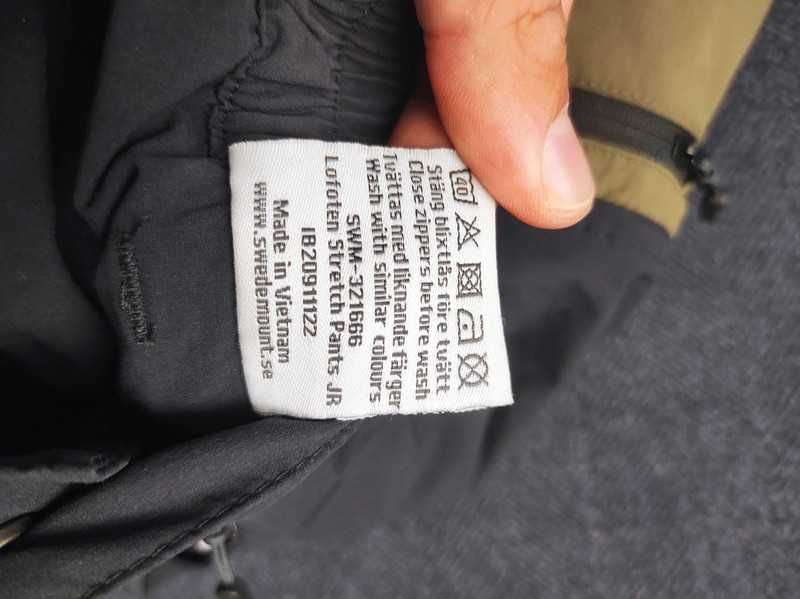 40
Stäng blixtlås före tvätt
Close zippers before wash
Tvättas med liknande färger
Wash with similar colours
SWM-321666
Lofoten Stretch Pants JR
IB20911122
Made in Vietnam
www.swedemount.se